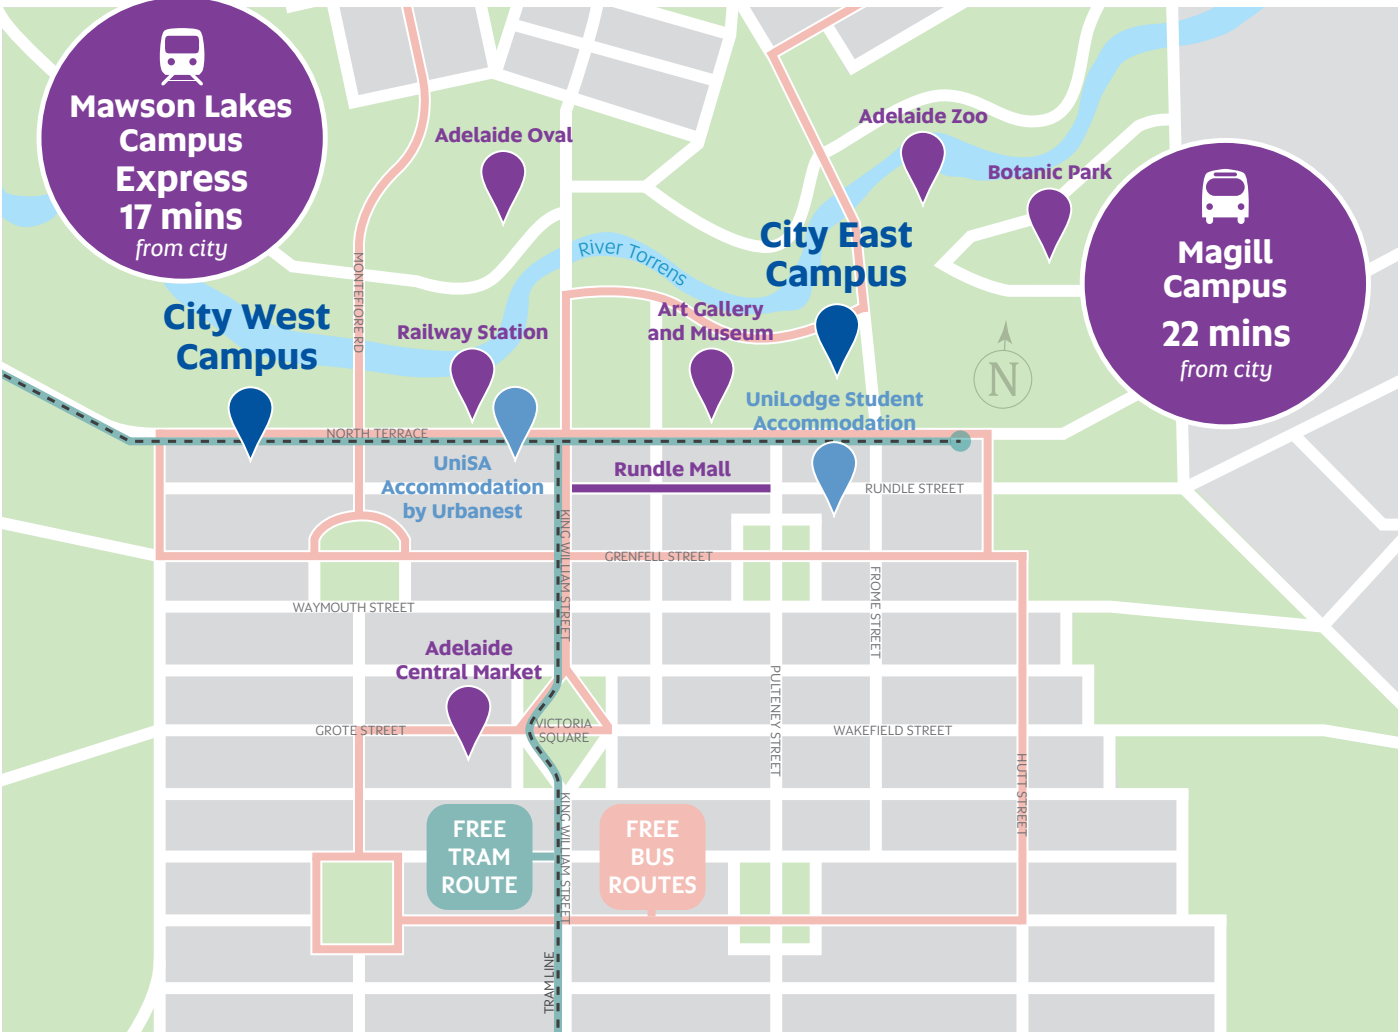 Mawson Lakes
Campus
Express
17 mins
from city
Adelaide Oval
Adelaide Zoo
Botanic Park
Magill
Campus
22 mins
from city
City East
Campus
River Torrens
MONTEFIORE RD
City West
Campus
Railway Station
Art Gallery
and Museum
N
UniLodge Student
Accommodation
NORTH TERRACE
UniSA
Accommodation
by Urbanest
Rundle Mall
RUNDLE STREET
KING WILLIAM STREET
GRENFELL STREET
FROME STREET
WAYMOUTH STREET
Adelaide
Central Market
PULTENEY STREET
GROTE STREET
VICTORIA
SQUARE
WAKEFIELD STREET
HUTT STREET
FREE
TRAM
ROUTE
KING WILLIAM STREET
FREE
BUS
ROUTES
TRAM LINE